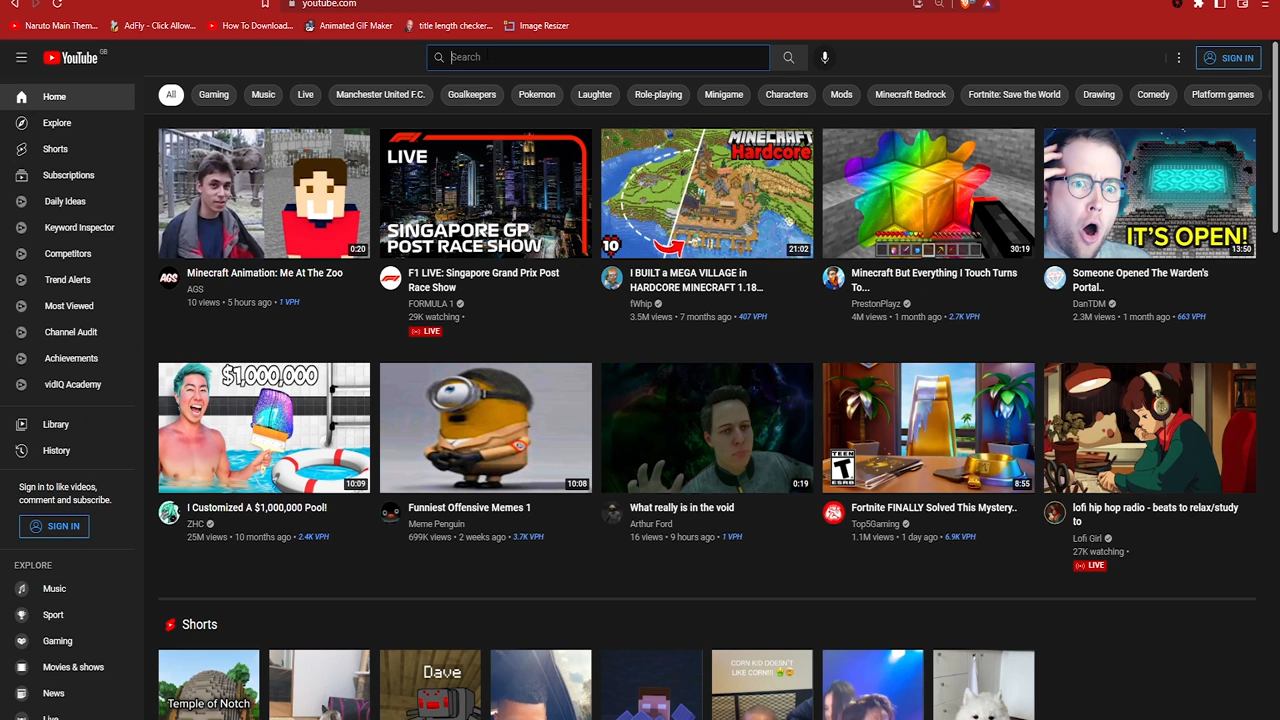 youtube.com
Naruto Main Them...
AdFly - Click Allow...
How To Download...
Animated GIF Maker
title length checker...
Image Resizer
YouTube GB
Search
SIGN IN
Home
Explore
Shorts
Subscriptions
Daily Ideas
Keyword Inspector
Competitors
Trend Alerts
Most Viewed
Channel Audit
Achievements
vidIQ Academy
Library
History
Sign in to like videos,
comment and subscribe.
SIGN IN
EXPLORE
Music
Sport
Gaming
Movies & shows
News
Live
All
Gaming
Music
Live
Manchester United F.C.
Goalkeepers
Pokemon
Laughter
Role-playing
Minigame
Characters
Mods
Minecraft Bedrock
Fortnite: Save the World
Drawing
Comedy
Platform games
0:20
AGS
Minecraft Animation: Me At The Zoo
AGS
10 views • 5 hours ago • 1 VPH
F1
LIVE
SINGAPORE GP
POST RACE SHOW
F1 LIVE: Singapore Grand Prix Post
Race Show
FORMULA 1
29K watching •
LIVE
MINECRAFT
Hardcore
10
21:02
I BUILT a MEGA VILLAGE in
HARDCORE MINECRAFT 1.18...
fWhip
3.5M views • 7 months ago • 407 VPH
30:19
Minecraft But Everything I Touch Turns
To...
PrestonPlayz
4M views • 1 month ago • 2.7K VPH
IT'S OPEN!
13:50
Someone Opened The Warden's
Portal..
DanTDM
2.3M views • 1 month ago • 663 VPH
$1,000,000
10:09
I Customized A $1,000,000 Pool!
ZHC
25M views • 10 months ago • 2.4K VPH
10:08
Funniest Offensive Memes 1
Meme Penguin
699K views • 2 weeks ago • 3.7K VPH
0:19
What really is in the void
Arthur Ford
16 views • 9 hours ago • 1 VPH
TEEN
T
ESRB
8:55
Fortnite FINALLY Solved This Mystery..
Top5Gaming
1.1M views • 1 day ago • 6.9K VPH
lofi hip hop radio - beats to relax/study
to
Lofi Girl
27K watching •
LIVE
Shorts
Temple of Notch
Dave
CORN KID DOESN'T
LIKE CORN!!!